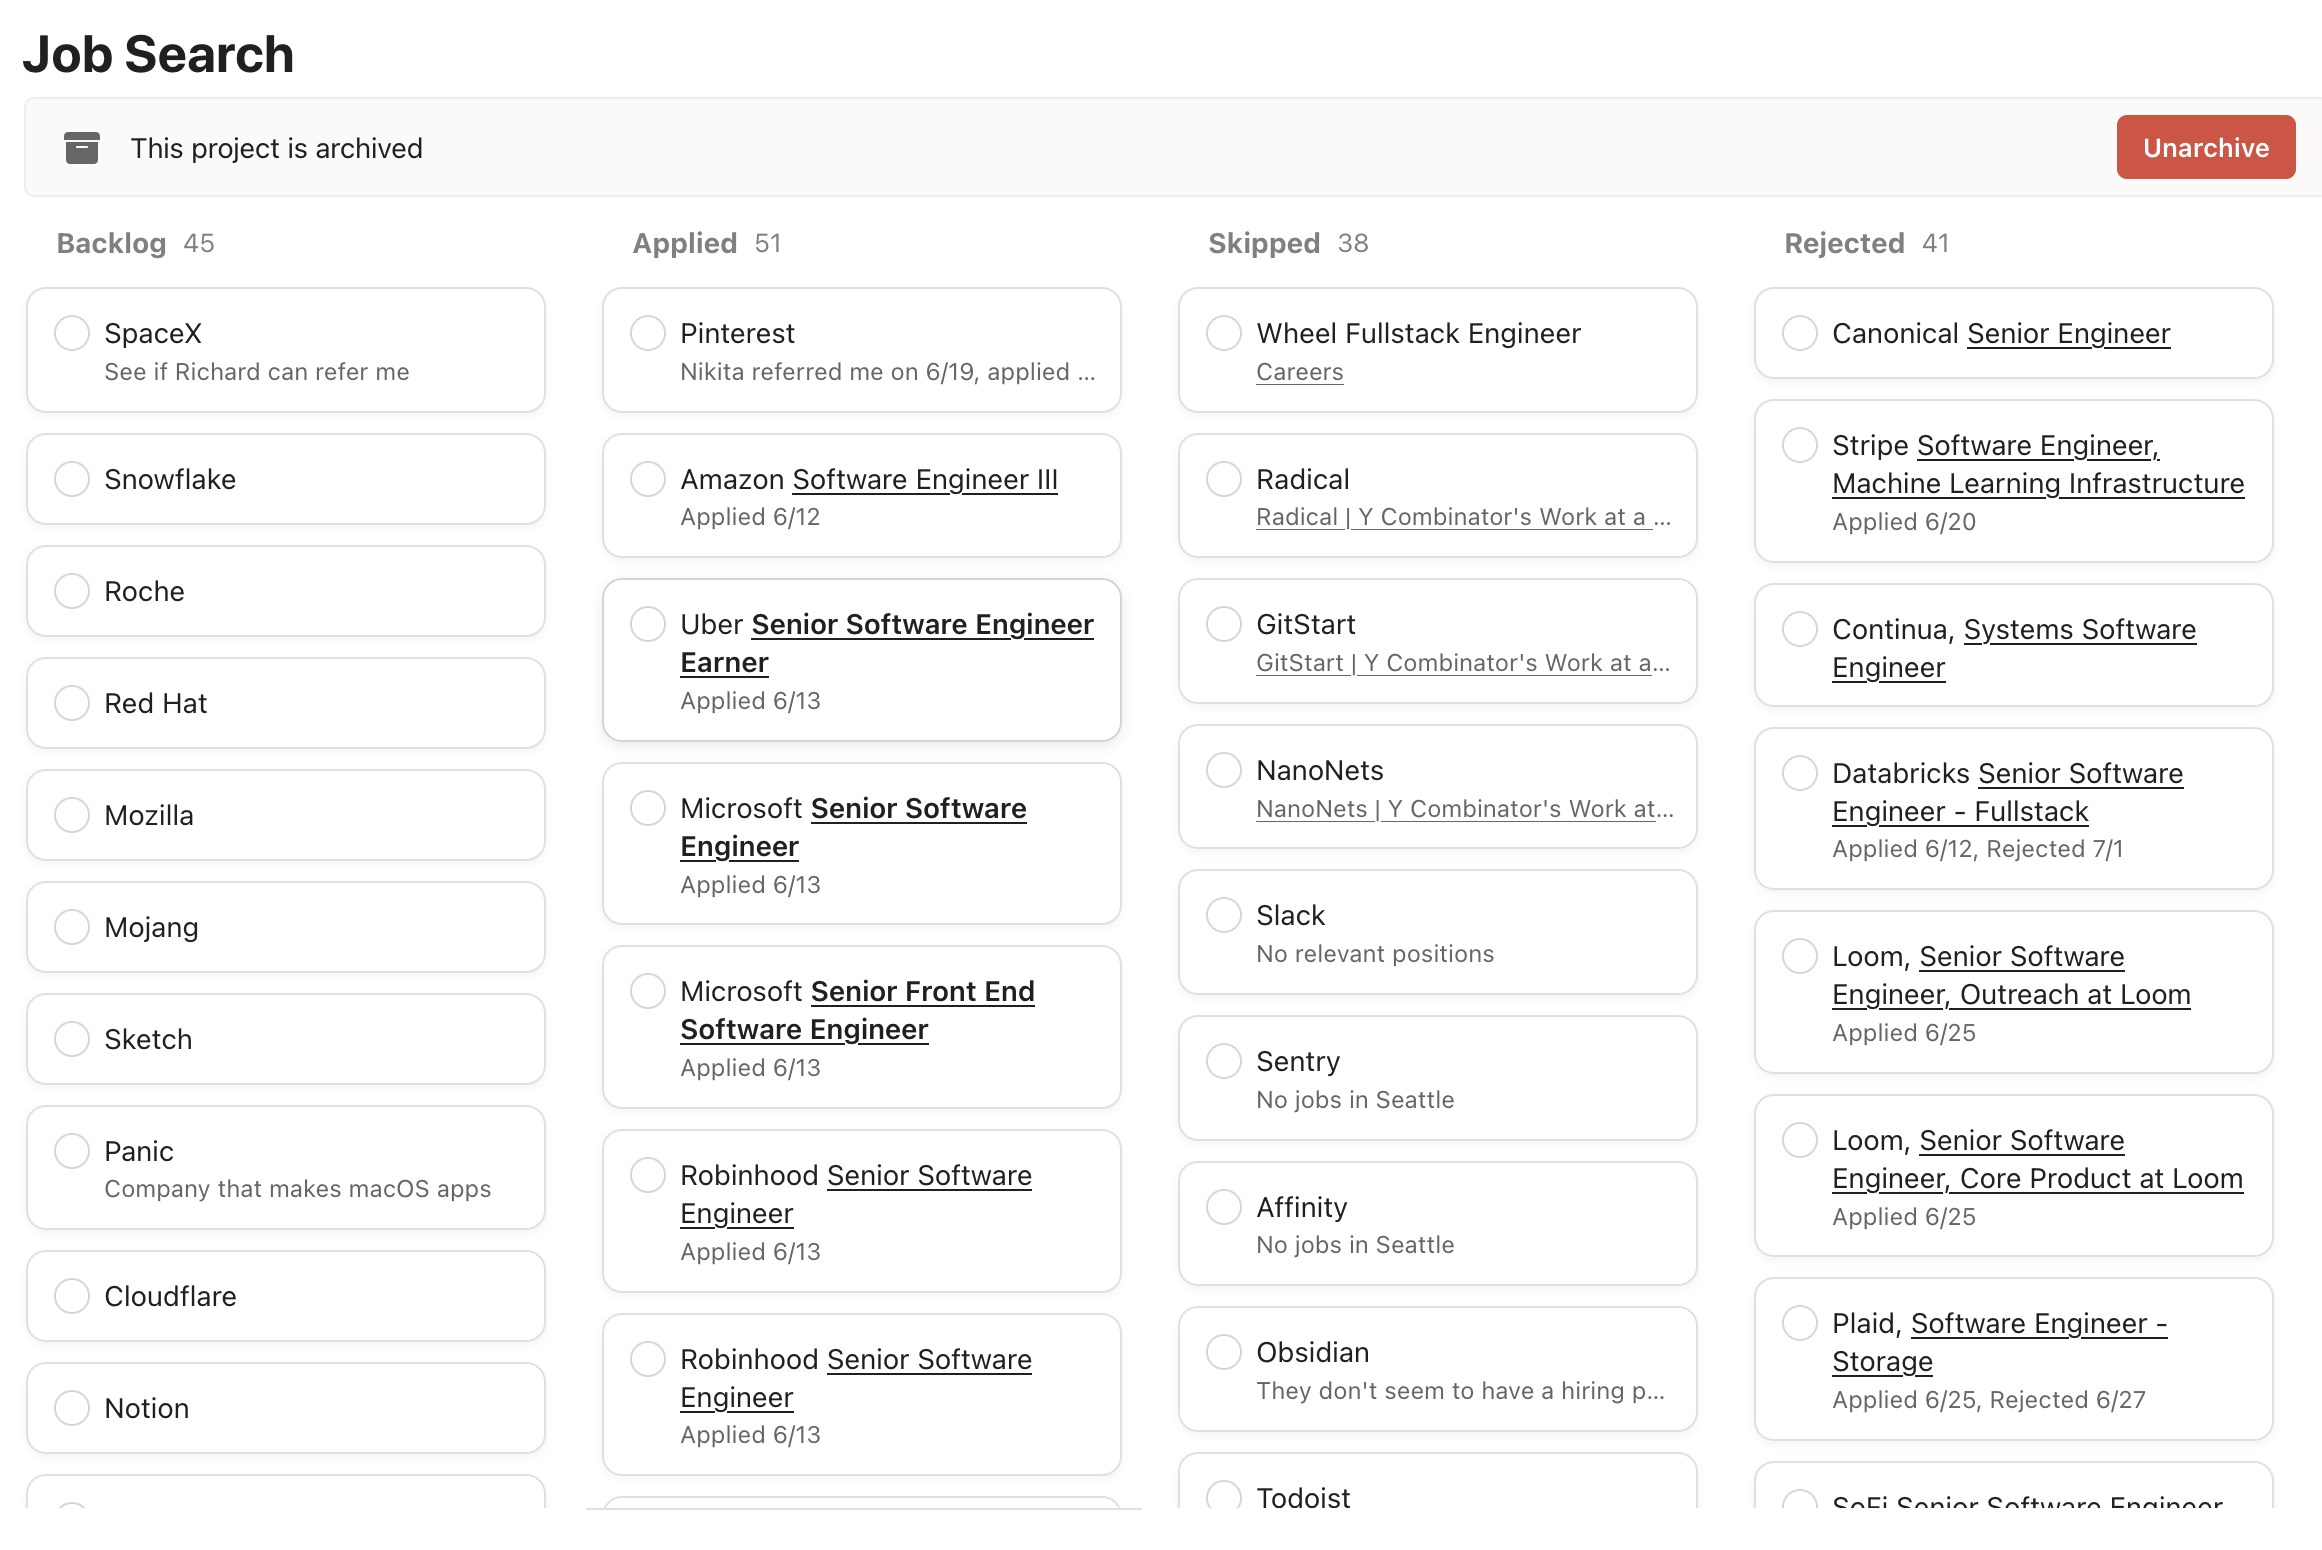 Job Search
This project is archived
Unarchive
Backlog 45
SpaceX
See if Richard can refer me
Snowflake
Roche
Red Hat
Mozilla
Mojang
Sketch
Panic
Company that makes macOS apps
Cloudflare
Notion
Applied 51
Pinterest
Nikita referred me on 6/19, applied ...
Amazon Software Engineer III
Applied 6/12
Uber Senior Software Engineer
Earner
Applied 6/13
Microsoft Senior Software
Engineer
Applied 6/13
Microsoft Senior Front End
Software Engineer
Applied 6/13
Robinhood Senior Software
Engineer
Applied 6/13
Robinhood Senior Software
Engineer
Applied 6/13
Skipped 38
Wheel Fullstack Engineer
Careers
Radical
Radical | Y Combinator's Work at a ...
GitStart
GitStart | Y Combinator's Work at a...
NanoNets
NanoNets | Y Combinator's Work at...
Slack
No relevant positions
Sentry
No jobs in Seattle
Affinity
No jobs in Seattle
Obsidian
They don't seem to have a hiring p...
Todoist
Rejected 41
Canonical Senior Engineer
Stripe Software Engineer,
Machine Learning Infrastructure
Applied 6/20
Continua, Systems Software
Engineer
Databricks Senior Software
Engineer - Fullstack
Applied 6/12, Rejected 7/1
Loom, Senior Software
Engineer, Outreach at Loom
Applied 6/25
Loom, Senior Software
Engineer, Core Product at Loom
Applied 6/25
Plaid, Software Engineer -
Storage
Applied 6/25, Rejected 6/27
SoFi Senior Software Engineer